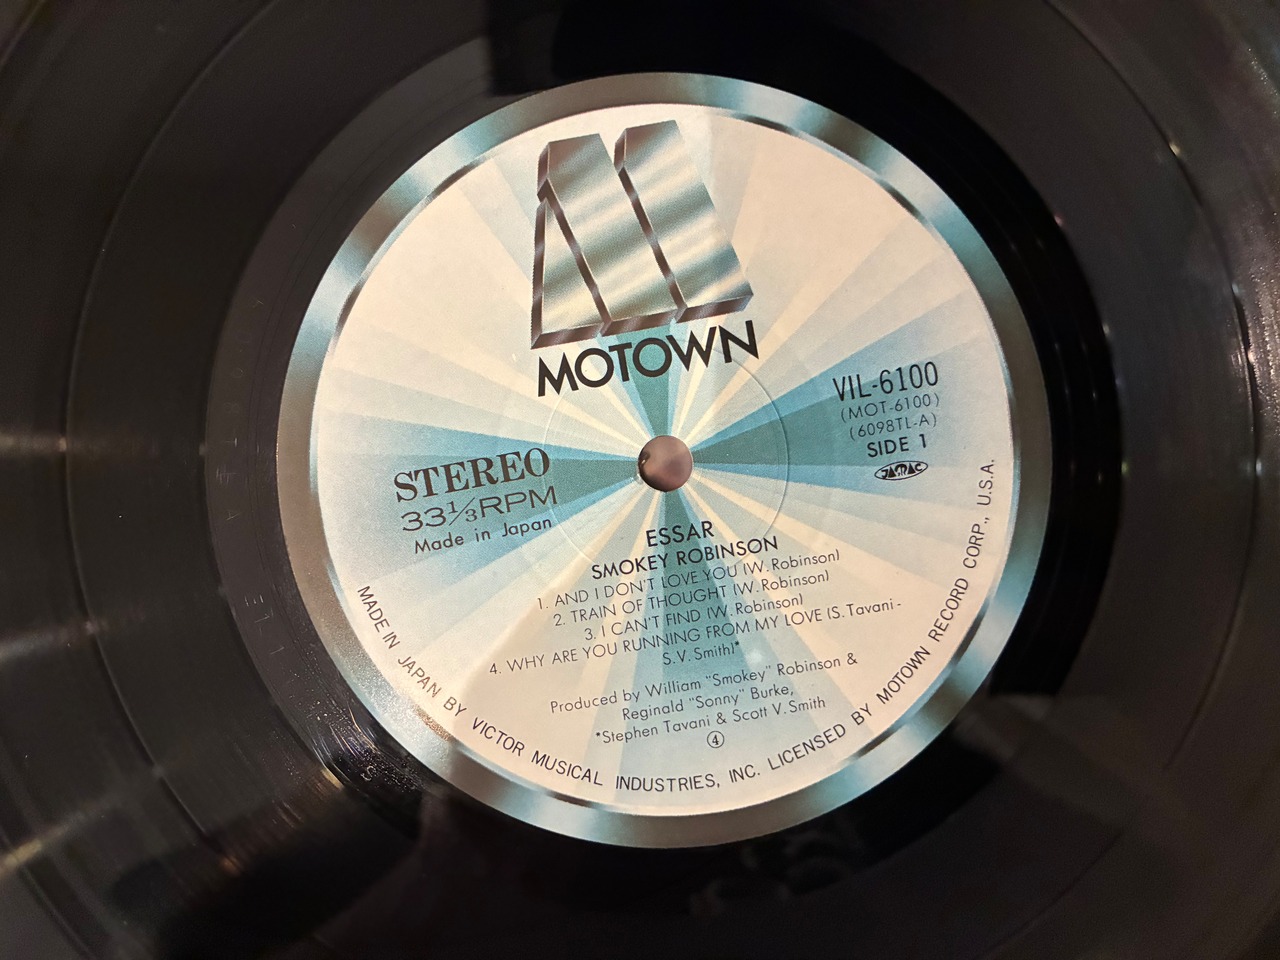 MOTOWN
VIL-6100
(MOT-6100)
(6098TL-A)
SIDE 1
JASRAC
STEREO
33⅓RPM
Made in Japan
ESSAR
SMOKEY ROBINSON
1. AND I DON'T LOVE YOU (W. Robinson)
2. TRAIN OF THOUGHT (W. Robinson)
3. I CAN'T FIND (W. Robinson)
4. WHY ARE YOU RUNNING FROM MY LOVE (S. Tavani-
S.V. Smith)*
Produced by William "Smokey" Robinson &
Reginald "Sonny" Burke,
*Stephen Tavani & Scott V. Smith
④
MADE IN JAPAN BY VICTOR MUSICAL INDUSTRIES, INC. LICENSED BY MOTOWN RECORD CORP., U.S.A.